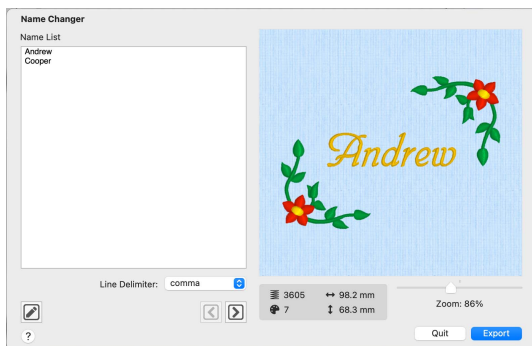 Name Changer
Name List
Andrew
Cooper
Andrew
Line Delimiter: comma
3605 98.2 mm
7 68.3 mm
Zoom: 86%
?
Quit Export